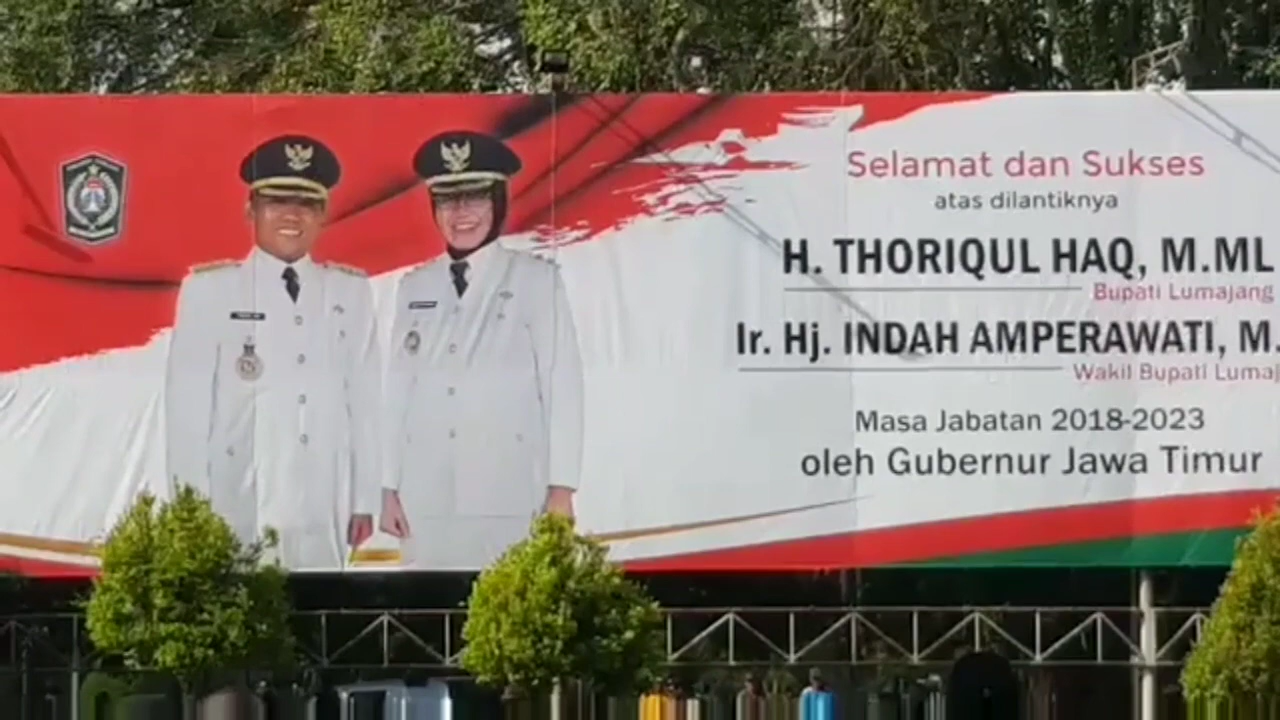 Selamat dan Sukses
atas dilantiknya
H. THORIQUL HAQ, M.ML
Bupati Lumajang
Ir. Hj. INDAH AMPERAWATI, M.
Wakil Bupati Lumaj
Masa Jabatan 2018-2023
oleh Gubernur Jawa Timur